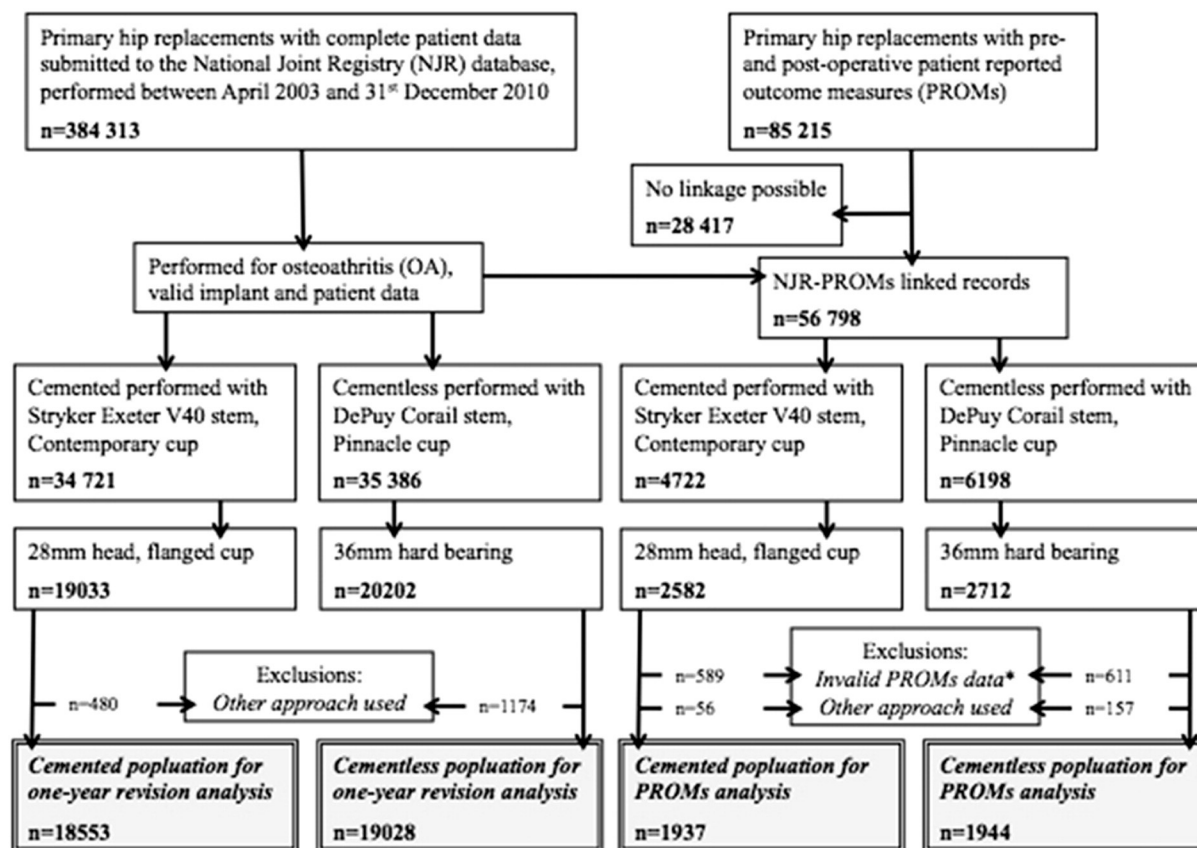 Primary hip replacements with complete patient data
submitted to the National Joint Registry (NJR) database,
performed between April 2003 and 31st December 2010
n=384 313
Primary hip replacements with pre-
and post-operative patient reported
outcome measures (PROMs)
n=85 215
No linkage possible
n=28 417
Performed for osteoathritis (OA),
valid implant and patient data
NJR-PROMs linked records
n=56 798
Cemented performed with
Stryker Exeter V40 stem,
Contemporary cup
n=34 721
Cementless performed with
DePuy Corail stem,
Pinnacle cup
n=35 386
Cemented performed with
Stryker Exeter V40 stem,
Contemporary cup
n=4722
Cementless performed with
DePuy Corail stem,
Pinnacle cup
n=6198
28mm head, flanged cup
n=19033
36mm hard bearing
n=20202
28mm head, flanged cup
n=2582
36mm hard bearing
n=2712
Exclusions:
n=480 Other approach used n=1174
Exclusions:
n=589 Invalid PROMs data* n=611
n=56 Other approach used n=157
Cemented popluation for
one-year revision analysis
n=18553
Cementless popluation for
one-year revision analysis
n=19028
Cemented popluation for
PROMs analysis
n=1937
Cementless popluation for
PROMs analysis
n=1944